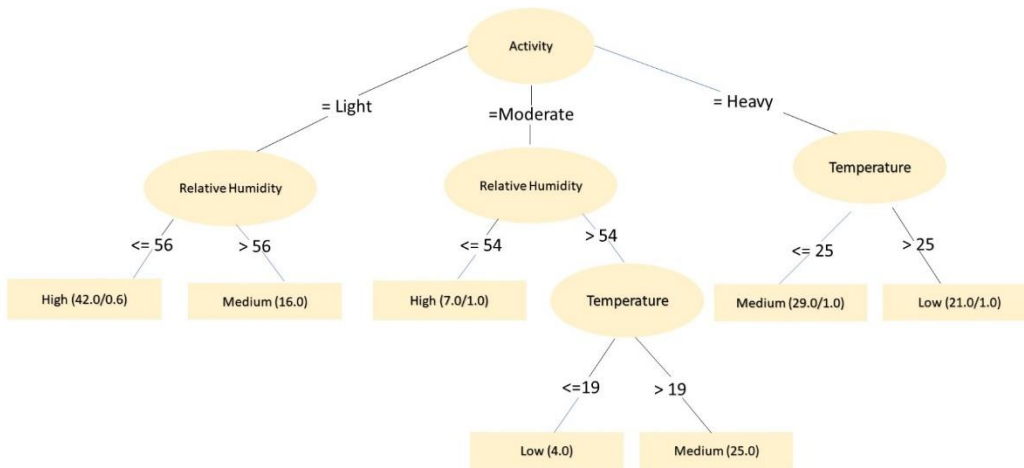 Activity
= Light
=Moderate
= Heavy
Relative Humidity
Relative Humidity
Temperature
<= 56
> 56
<= 54
> 54
<= 25
> 25
High (42.0/0.6)
Medium (16.0)
High (7.0/1.0)
Temperature
Medium (29.0/1.0)
Low (21.0/1.0)
<=19
> 19
Low (4.0)
Medium (25.0)